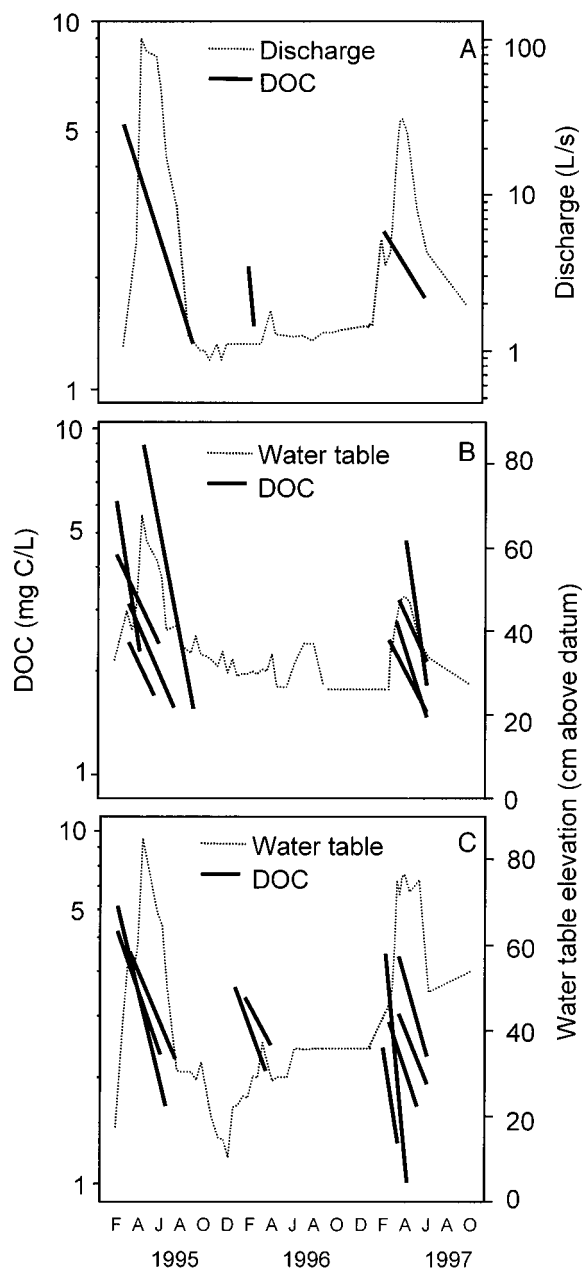 10
5
1
Discharge
DOC
A
100
10
1
Discharge (L/s)
10
5
1
Water table
DOC
B
80
60
40
20
0
DOC (mg C/L)
Water table elevation (cm above datum)
10
5
1
Water table
DOC
C
80
60
40
20
0
F A J A O D F A J A O D F A J O
1995 1996 1997